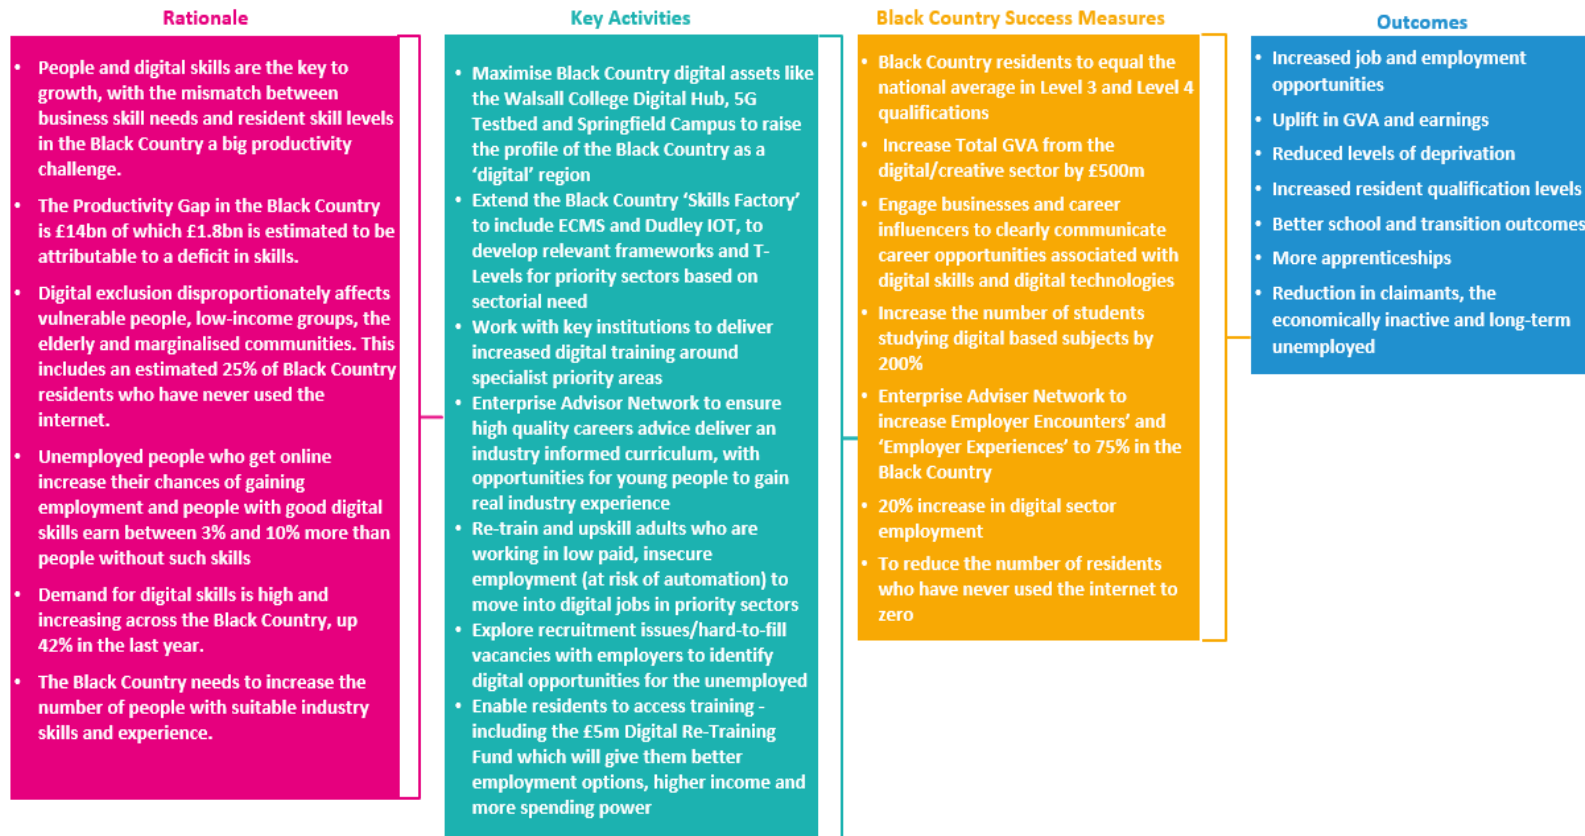 Rationale
• People and digital skills are the key to
growth, with the mismatch between
business skill needs and resident skill levels
in the Black Country a big productivity
challenge.
• The Productivity Gap in the Black Country
is £14bn of which £1.8bn is estimated to be
attributable to a deficit in skills.
• Digital exclusion disproportionately affects
vulnerable people, low-income groups, the
elderly and marginalised communities. This
includes an estimated 25% of Black Country
residents who have never used the
internet.
• Unemployed people who get online
increase their chances of gaining
employment and people with good digital
skills earn between 3% and 10% more than
people without such skills
• Demand for digital skills is high and
increasing across the Black Country, up
42% in the last year.
• The Black Country needs to increase the
number of people with suitable industry
skills and experience.
Key Activities
• Maximise Black Country digital assets like
the Walsall College Digital Hub, 5G
Testbed and Springfield Campus to raise
the profile of the Black Country as a
‘digital’ region
• Extend the Black Country ‘Skills Factory’
to include ECMS and Dudley IOT, to
develop relevant frameworks and T-
Levels for priority sectors based on
sectorial need
• Work with key institutions to deliver
increased digital training around
specialist priority areas
• Enterprise Advisor Network to ensure
high quality careers advice deliver an
industry informed curriculum, with
opportunities for young people to gain
real industry experience
• Re-train and upskill adults who are
working in low paid, insecure
employment (at risk of automation) to
move into digital jobs in priority sectors
• Explore recruitment issues/hard-to-fill
vacancies with employers to identify
digital opportunities for the unemployed
• Enable residents to access training -
including the £5m Digital Re-Training
Fund which will give them better
employment options, higher income and
more spending power
Black Country Success Measures
• Black Country residents to equal the
national average in Level 3 and Level 4
qualifications
• Increase Total GVA from the
digital/creative sector by £500m
• Engage businesses and career
influencers to clearly communicate
career opportunities associated with
digital skills and digital technologies
• Increase the number of students
studying digital based subjects by
200%
• Enterprise Adviser Network to
increase Employer Encounters’ and
‘Employer Experiences’ to 75% in the
Black Country
• 20% increase in digital sector
employment
• To reduce the number of residents
who have never used the internet to
zero
Outcomes
• Increased job and employment
opportunities
• Uplift in GVA and earnings
• Reduced levels of deprivation
• Increased resident qualification levels
• Better school and transition outcomes
• More apprenticeships
• Reduction in claimants, the
economically inactive and long-term
unemployed